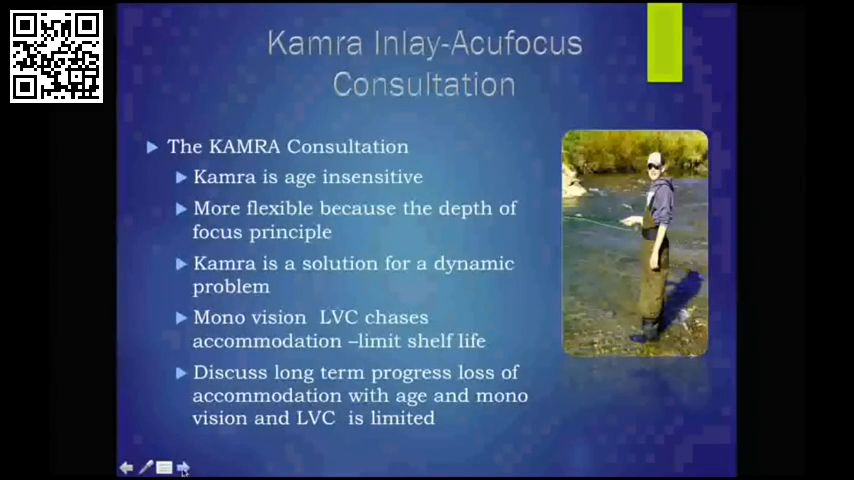 Kamra Inlay-Acufocus
Consultation
The KAMRA Consultation
Kamra is age insensitive
More flexible because the depth of
focus principle
Kamra is a solution for a dynamic
problem
Mono vision LVC chases
accommodation –limit shelf life
Discuss long term progress loss of
accommodation with age and mono
vision and LVC is limited